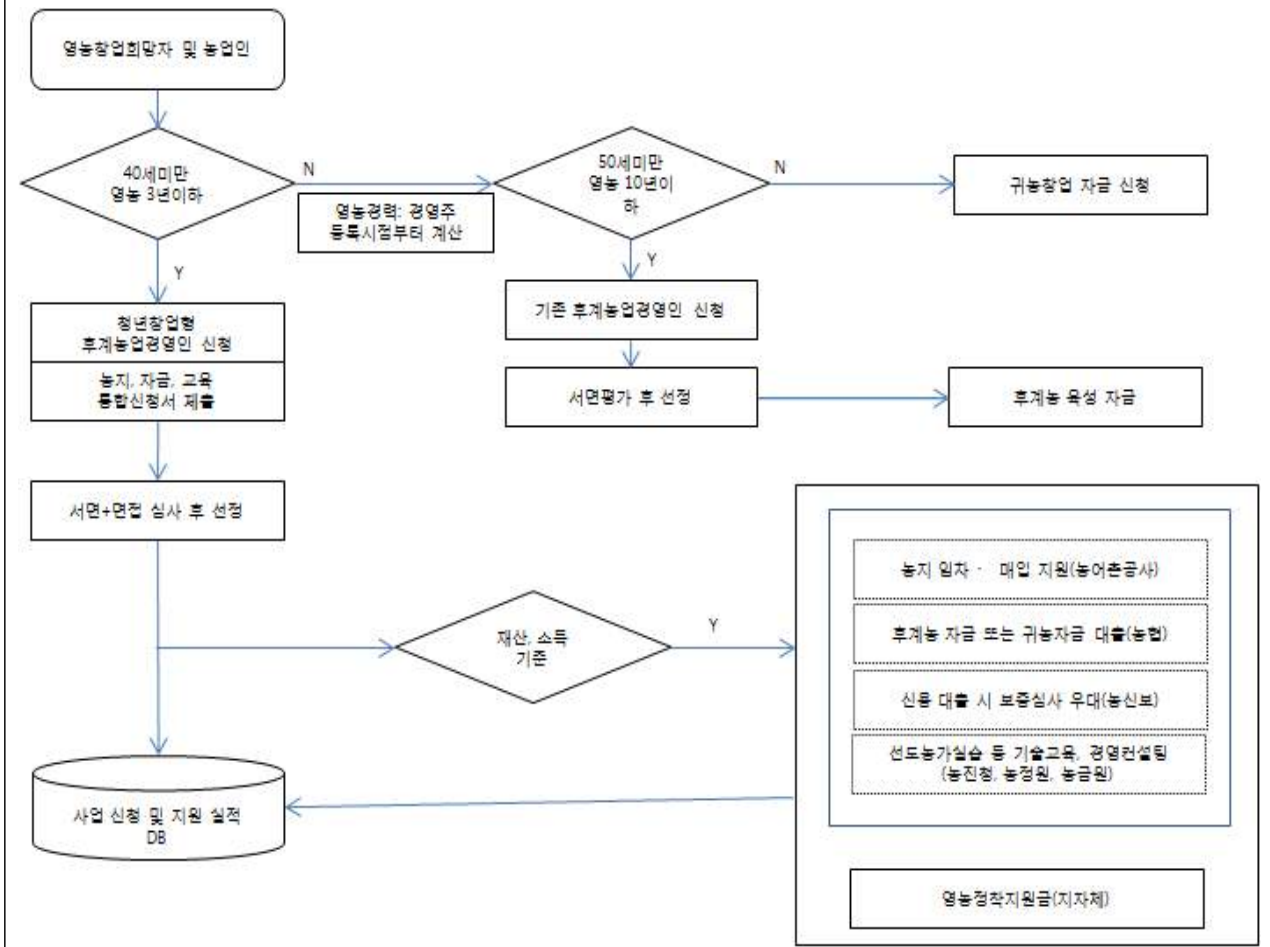 영농창업희망자 및 농업인
40세미만
영농 3년이하
N
영농경력: 경영주
등록시점부터 계산
50세미만
영농 10년이
하
N
귀농창업 자금 신청
Y
청년창업형
후계농업경영인 신청
농지, 자금, 교육
통합신청서 제출
Y
기존 후계농업경영인 신청
서면평가 후 선정
후계농 육성 자금
서면+면접 심사 후 선정
재산, 소득
기준
Y
농지 임차 · 매입 지원(농어촌공사)
후계농 자금 또는 귀농자금 대출(농협)
신용 대출 시 보증심사 우대(농신보)
선도농가실습 등 기술교육, 경영컨설팅
(농진청, 농정원, 농금원)
영농정착지원금(지자체)
사업 신청 및 지원 실적
DB